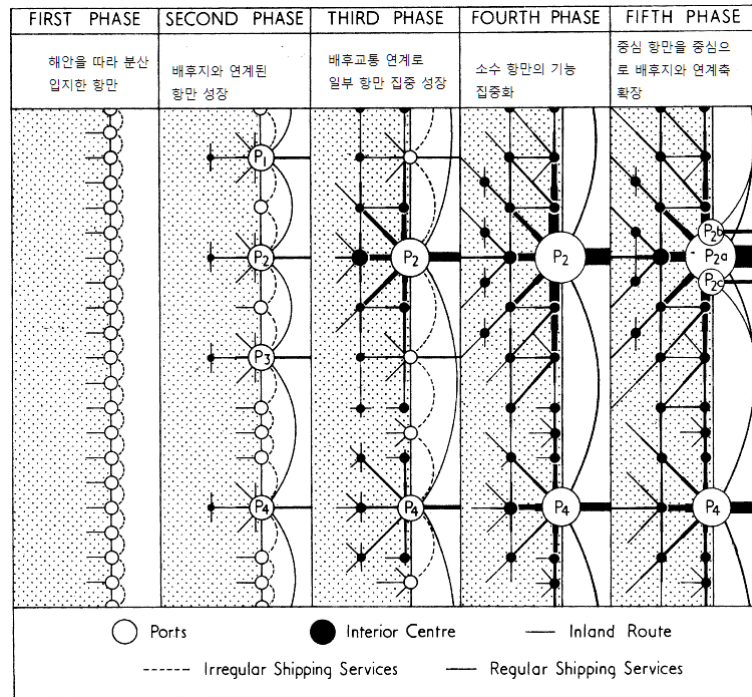 FIRST PHASE
해안을 따라 분산
입지한 항만
SECOND PHASE
배후지와 연계된
항만 성장
P1
P2
P3
P4
THIRD PHASE
배후교통 연계로
일부 항만 집중 성장
P2
P4
FOURTH PHASE
소수 항만의 기능
집중화
P2
P4
FIFTH PHASE
중심 항만을 중심으
로 배후지와 연계축
확장
P2b
P2a
P2c
P4
Ports
Interior Centre
Inland Route
Irregular Shipping Services
Regular Shipping Services